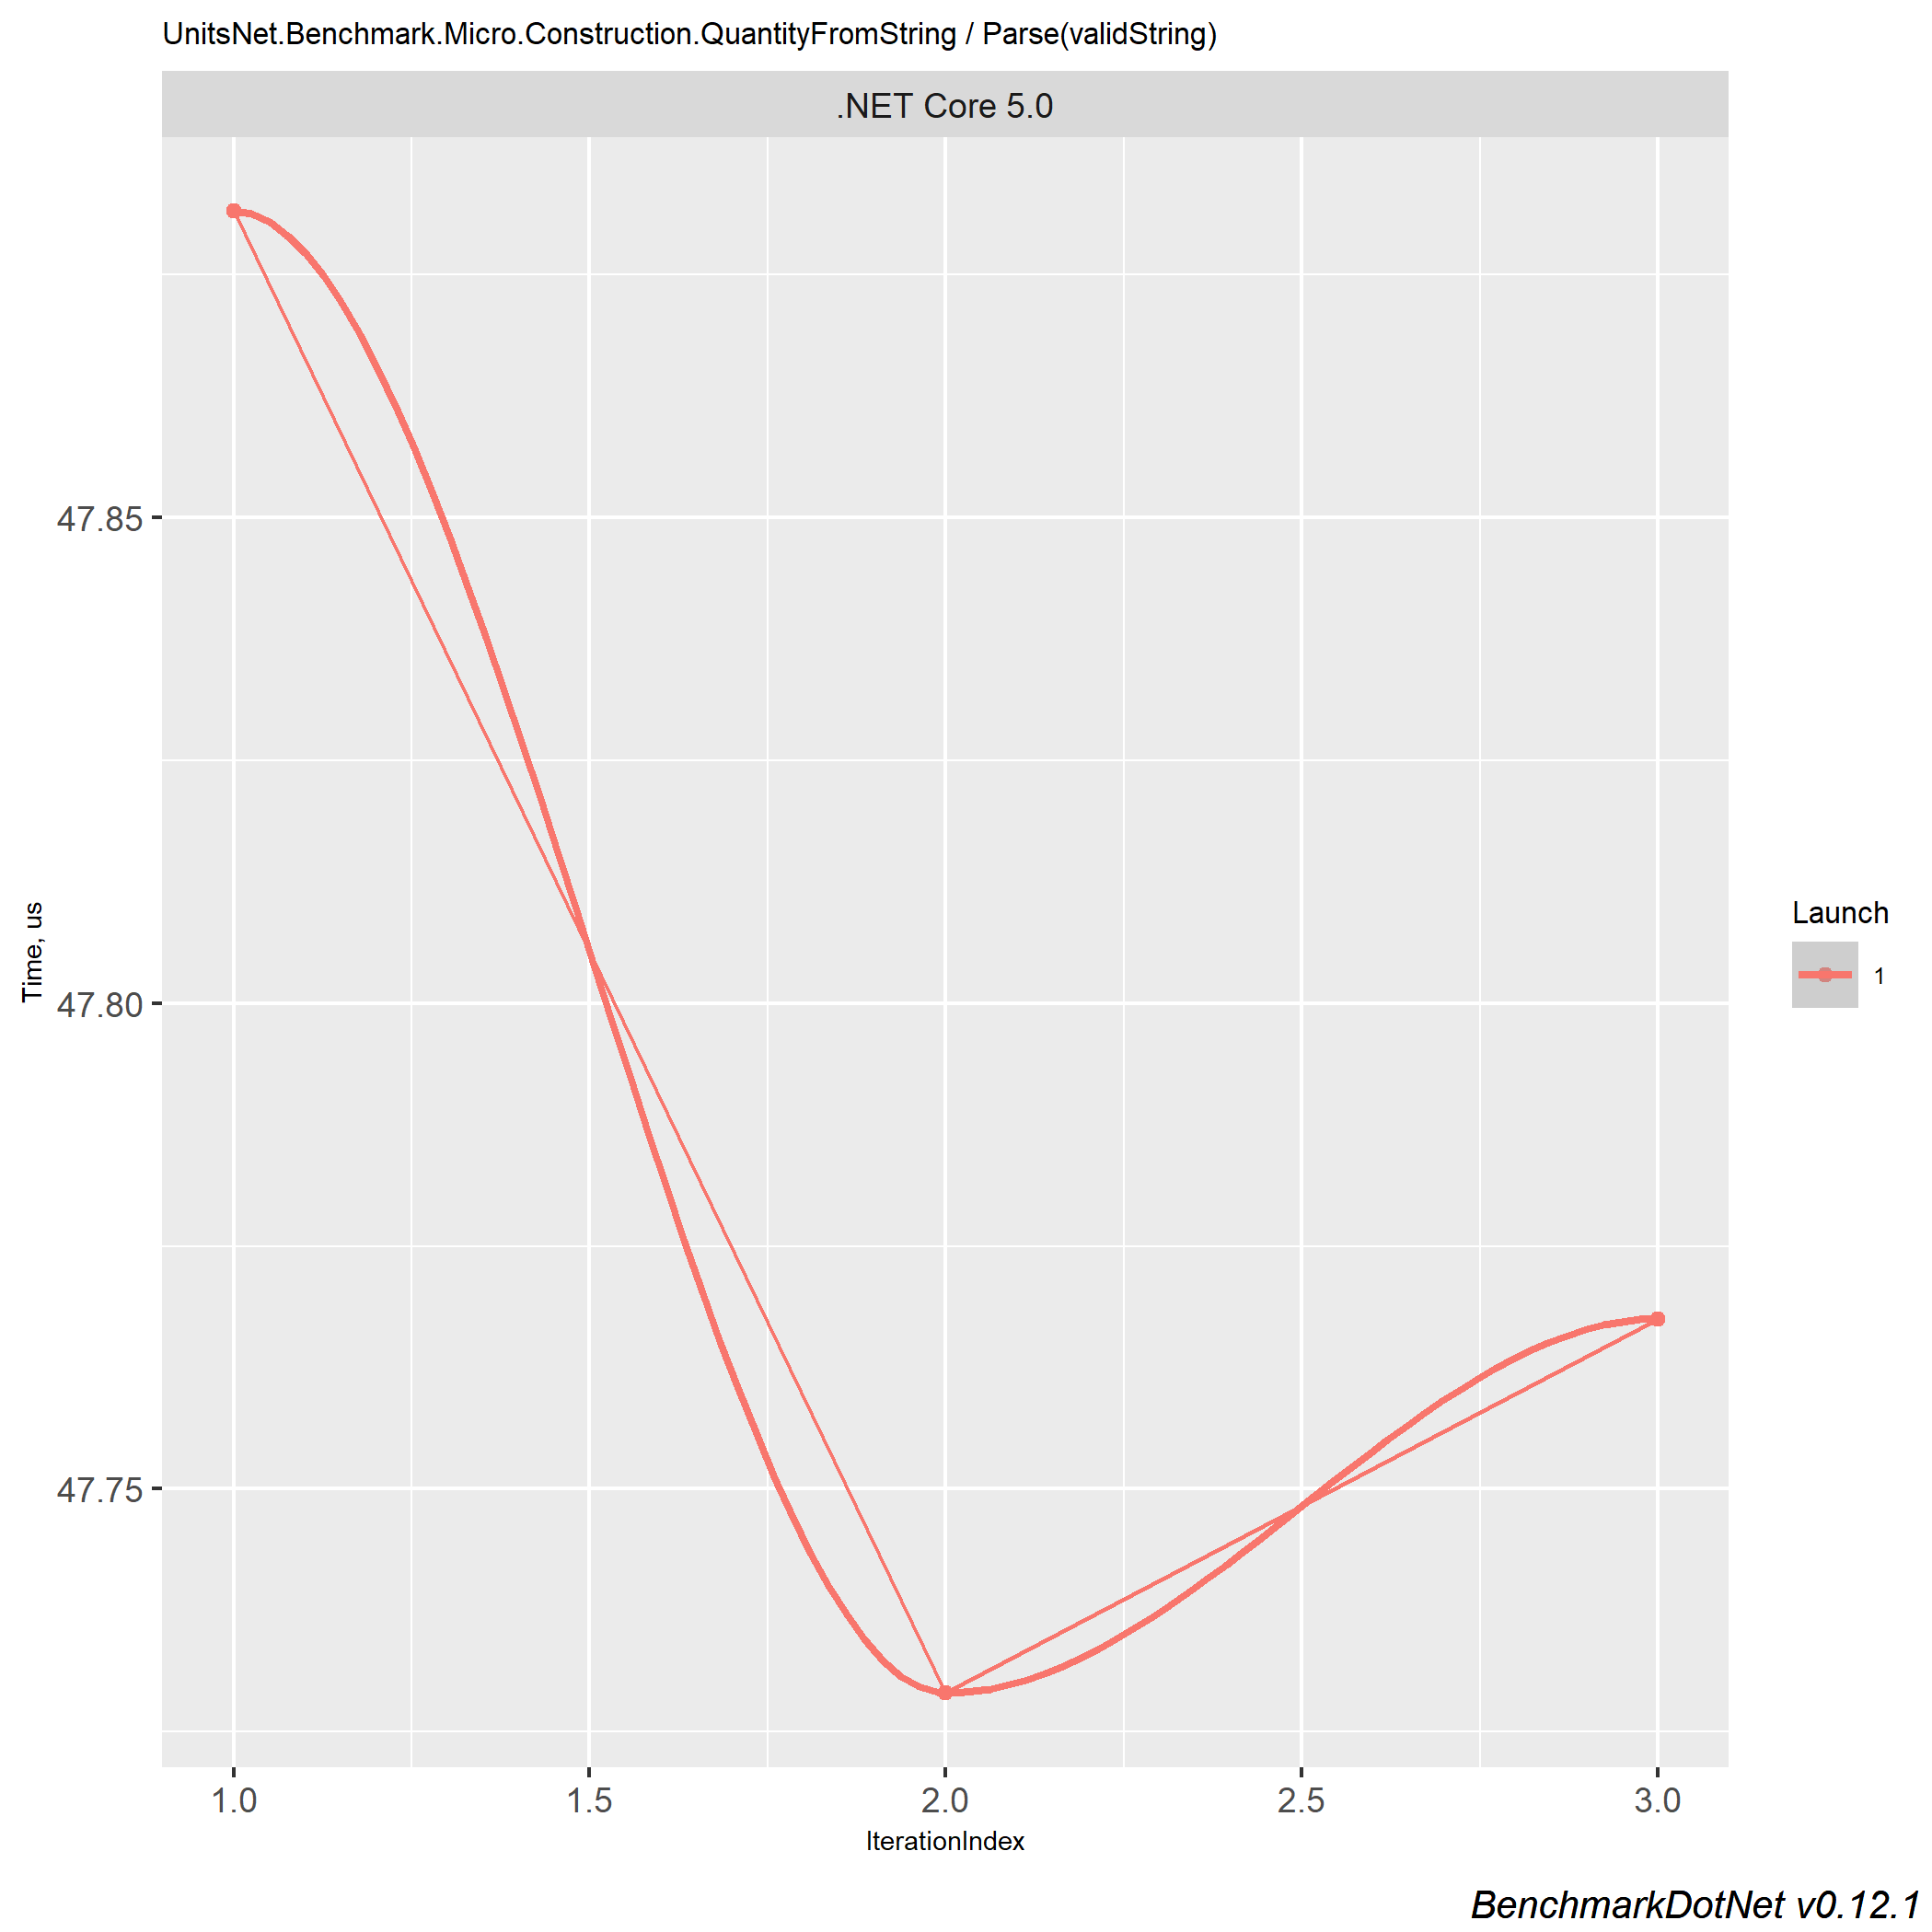 UnitsNet.Benchmark.Micro.Construction.QuantityFromString / Parse(validString)
.NET Core 5.0
47.85
47.80
47.75
Time, us
1.0 1.5 2.0 2.5 3.0
IterationIndex
Launch
1
BenchmarkDotNet v0.12.1